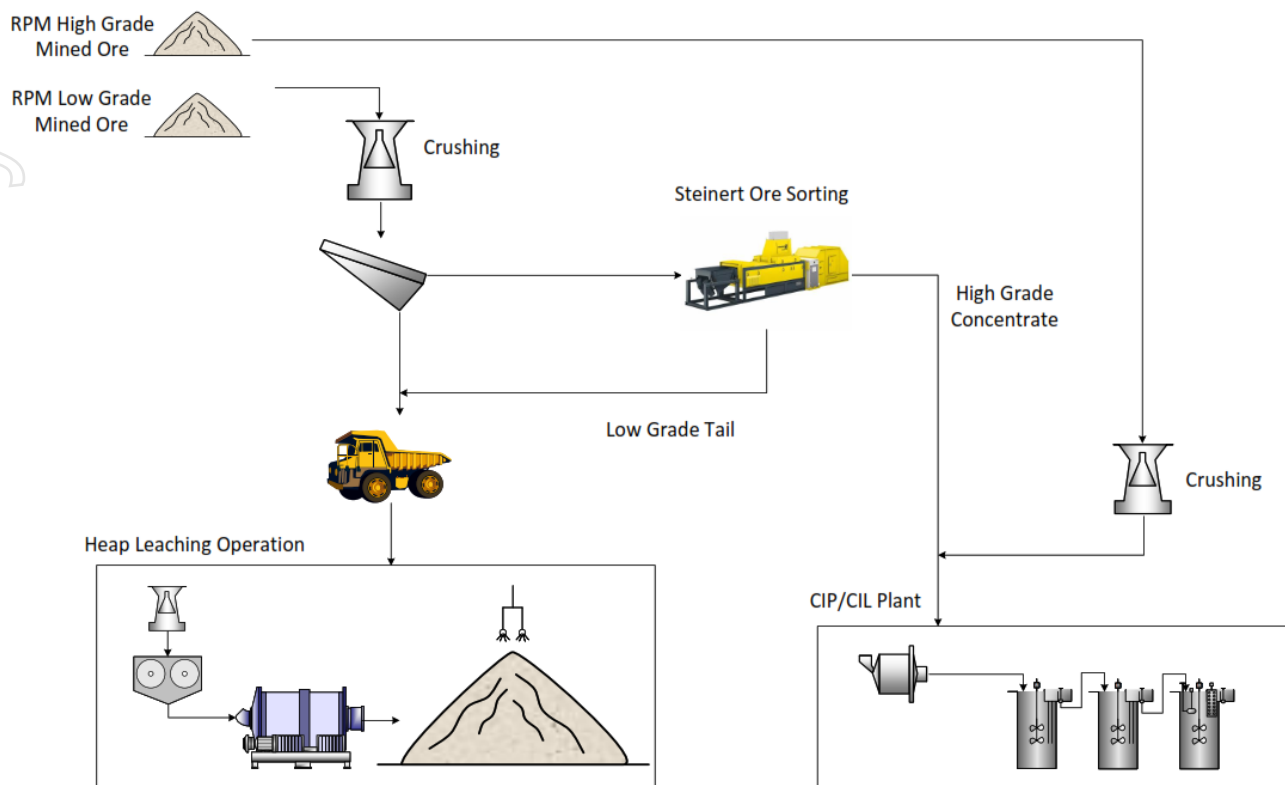 RPM High Grade
Mined Ore
RPM Low Grade
Mined Ore
Crushing
Steinert Ore Sorting
High Grade
Concentrate
Low Grade Tail
Crushing
Heap Leaching Operation
CIP/CIL Plant